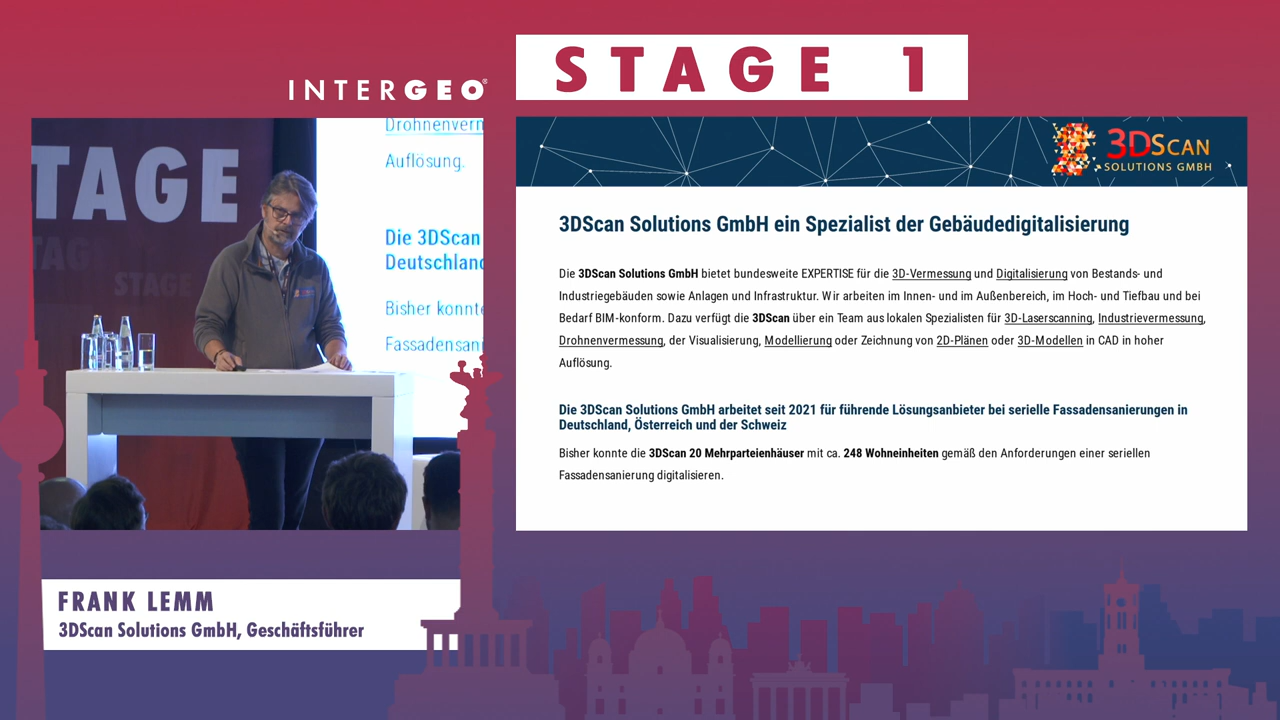 STAGE 1
INTERGEO®
TAGE
TAG
STAGE
Drohnenverm
Auflösung.
Die 3DScan
Deutschland
Bisher konnte
Fassadensani
3DSCAN
SOLUTIONS GMBH
3DScan Solutions GmbH ein Spezialist der Gebäudedigitalisierung
Die 3DScan Solutions GmbH bietet bundesweite EXPERTISE für die 3D-Vermessung und Digitalisierung von Bestands- und
Industriegebäuden sowie Anlagen und Infrastruktur. Wir arbeiten im Innen- und im Außenbereich, im Hoch- und Tiefbau und bei
Bedarf BIM-konform. Dazu verfügt die 3DScan über ein Team aus lokalen Spezialisten für 3D-Laserscanning, Industrievermessung,
Drohnenvermessung, der Visualisierung, Modellierung oder Zeichnung von 2D-Plänen oder 3D-Modellen in CAD in hoher
Auflösung.
Die 3DScan Solutions GmbH arbeitet seit 2021 für führende Lösungsanbieter bei serielle Fassadensanierungen in
Deutschland, Österreich und der Schweiz
Bisher konnte die 3DScan 20 Mehrparteienhäuser mit ca. 248 Wohneinheiten gemäß den Anforderungen einer seriellen
Fassadensanierung digitalisieren.
FRANK LEMM
3DScan Solutions GmbH, Geschäftsführer